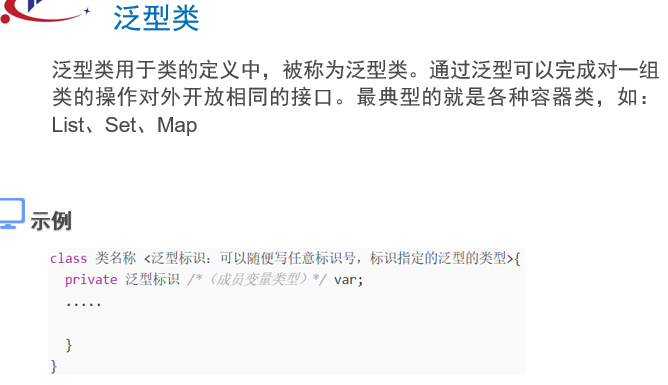 泛型类
泛型类用于类的定义中，被称为泛型类。通过泛型可以完成对一组
类的操作对外开放相同的接口。最典型的就是各种容器类，如：
List、Set、Map
示例
class 类名称 <泛型标识：可以随便写任意标识号，标识指定的泛型的类型>{
private 泛型标识 /*（成员变量类型）*/ var;
.....
}
}